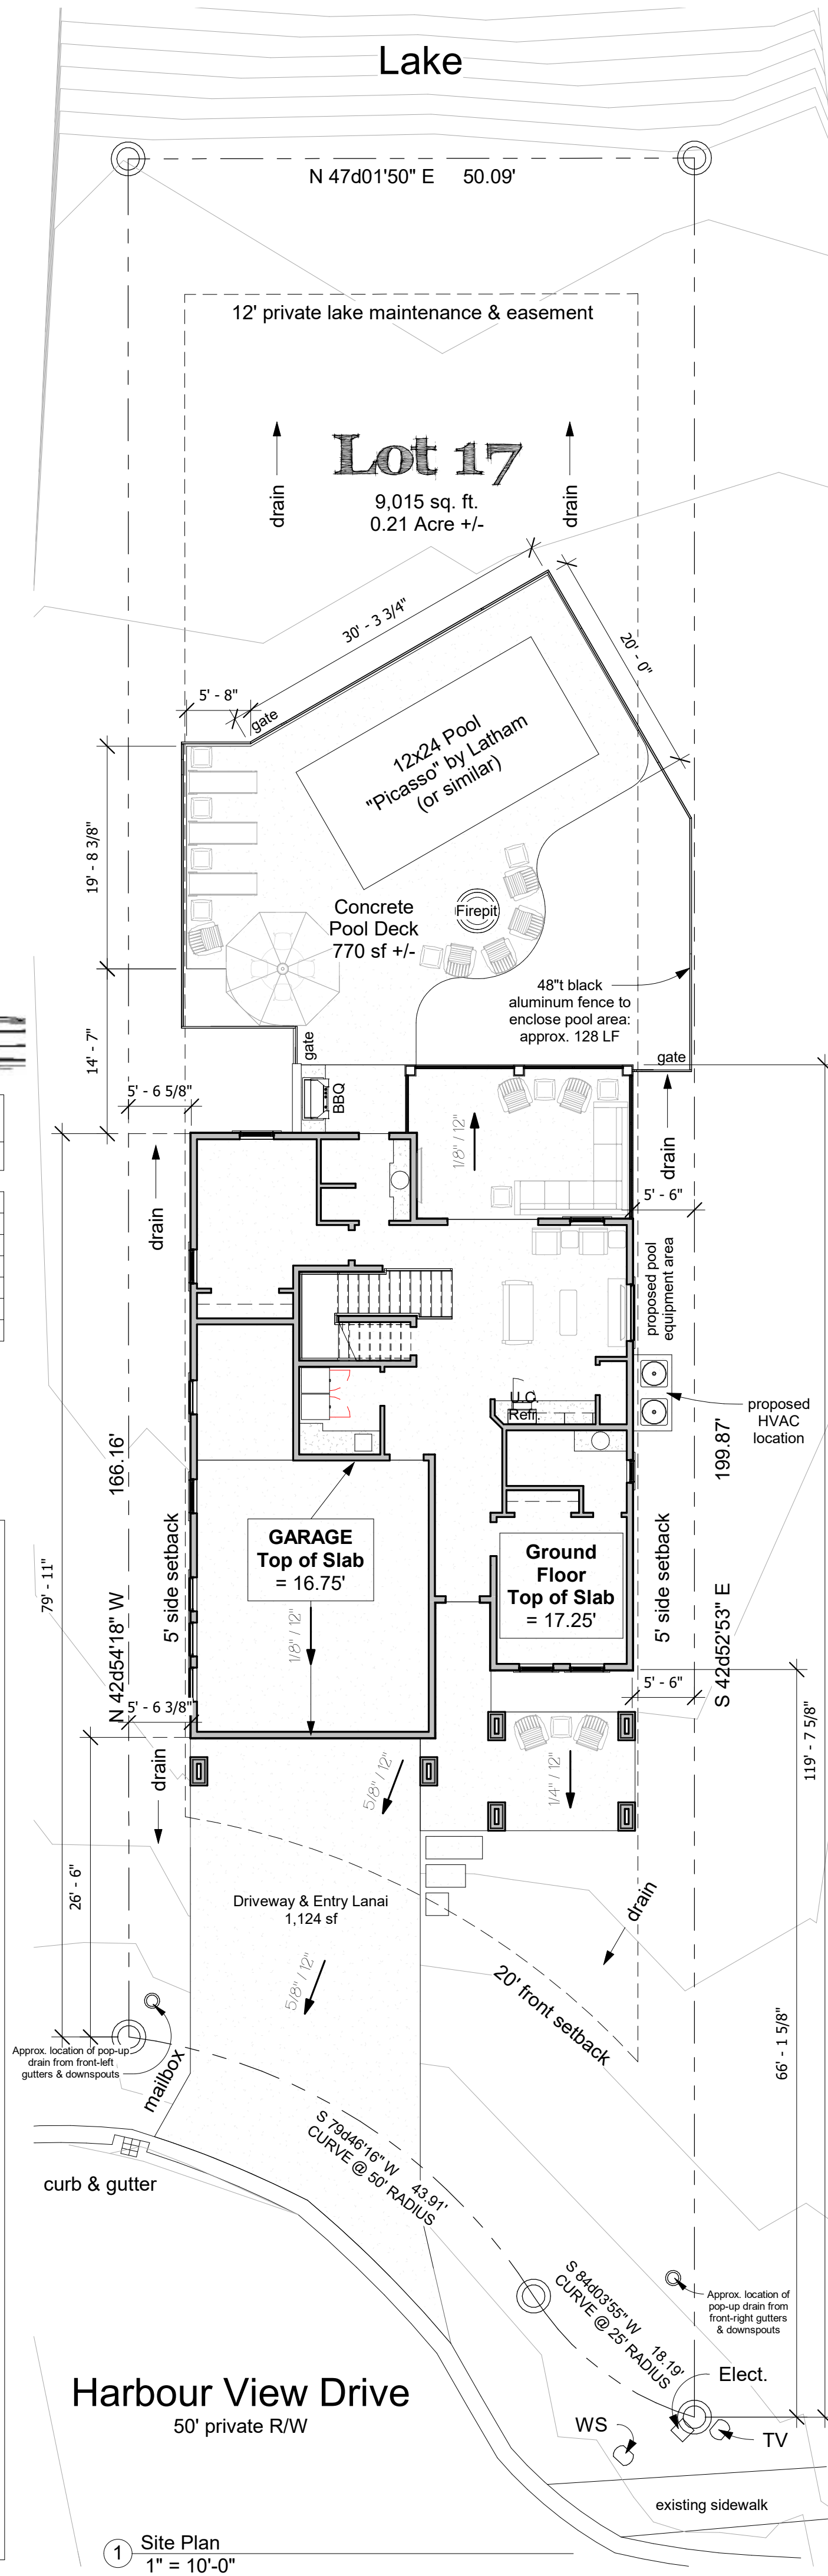 Lake
N 47d01'50" E 50.09'
12' private lake maintenance & easement
drain
drain
Lot 17
9,015 sq. ft.
0.21 Acre +/-
30' - 3 3/4"
20' - 0"
5' - 8"
gate
12x24 Pool
"Picasso" by Latham
(or similar)
19' - 8 3/8"
Concrete
Pool Deck
770 sf +/-
Firepit
48"t black
aluminum fence to
enclose pool area:
approx. 128 LF
14' - 7"
gate
gate
5' - 6 5/8"
BBQ
1/8" / 12"
drain
drain
5' - 6"
proposed pool
equipment area
U.C.
Refr.
proposed
HVAC
location
166.16'
199.87'
79' - 11"
5' side setback
GARAGE
Top of Slab
= 16.75'
Ground
Floor
Top of Slab
= 17.25'
5' side setback
1/8" / 12"
N 42d54'18" W
S 42d52'53" E
5' - 6"
5' - 6 3/8"
119' - 7 5/8"
drain
5/8" / 12"
1/4" / 12"
26' - 6"
Driveway & Entry Lanai
1,124 sf
drain
5/8" / 12"
20' front setback
66' - 1 5/8"
Approx. location of pop-up
drain from front-left
gutters & downspouts
mailbox
S 79d46'16" W 43.91'
CURVE @ 50' RADIUS
curb & gutter
S 84d03'55" W 18.19'
CURVE @ 25' RADIUS
Approx. location of
pop-up drain from
front-right gutters
& downspouts
Elect.
Harbour View Drive
50' private R/W
WS
TV
existing sidewalk
1 Site Plan
1" = 10'-0"